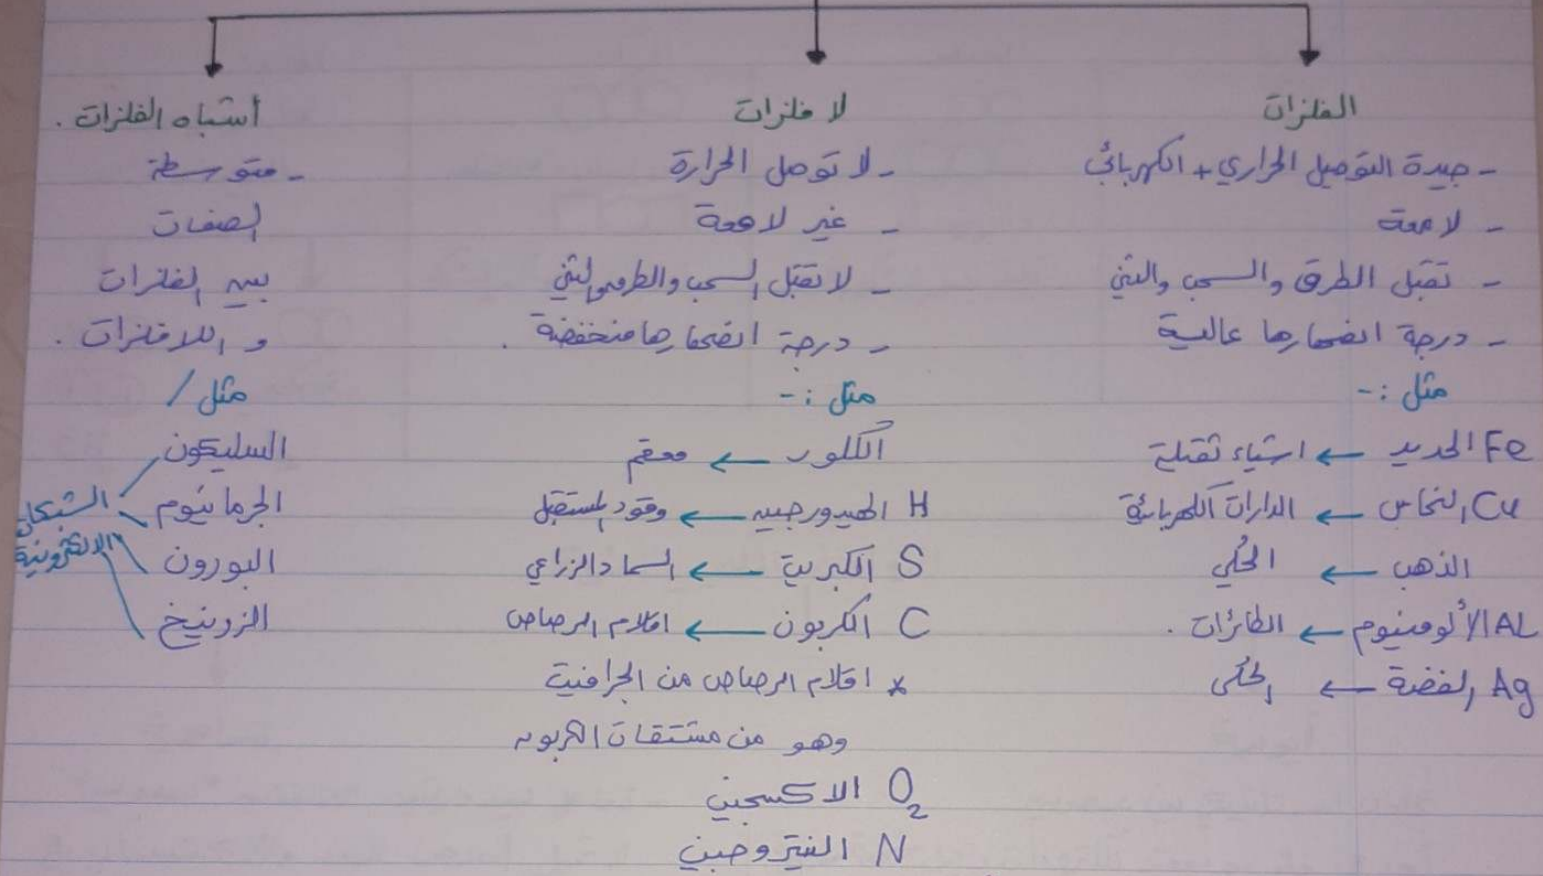 الفلزات
- جيدة التوصيل الحراري + الكهربائي
- لامعة
- تقبل الطرق والسحب والثني
- درجة انصهارها عالية
مثل :-
Fe الحديد ← اشياء ثقيلة
Cu النحاس ← الدارات الكهربائية
الذهب ← الحُلي
AL الألومنيوم ← الطائرات .
Ag الفضة ← الحُلي
لا فلزات
- لا توصل الحرارة
- غير لامعة
- لا تقبل السحب والطرق والثني
- درجة انصهارها منخفضة .
مثل :-
الكلور ← معقم
H الهيدروجين ← وقود المستقبل
S الكبريت ← السماد الزراعي
C الكربون ← اقلام الرصاص
* اقلام الرصاص من الجرافيت
وهو من مشتقات الكربون
O2 الاكسجين
N النيتروجين
أشباه الفلزات .
- متوسطة
الصفات
بين الفلزات
و اللافلزات .
مثل /
السليكون
الجرمانيوم
البورون
الزرنيخ
الالكترونية